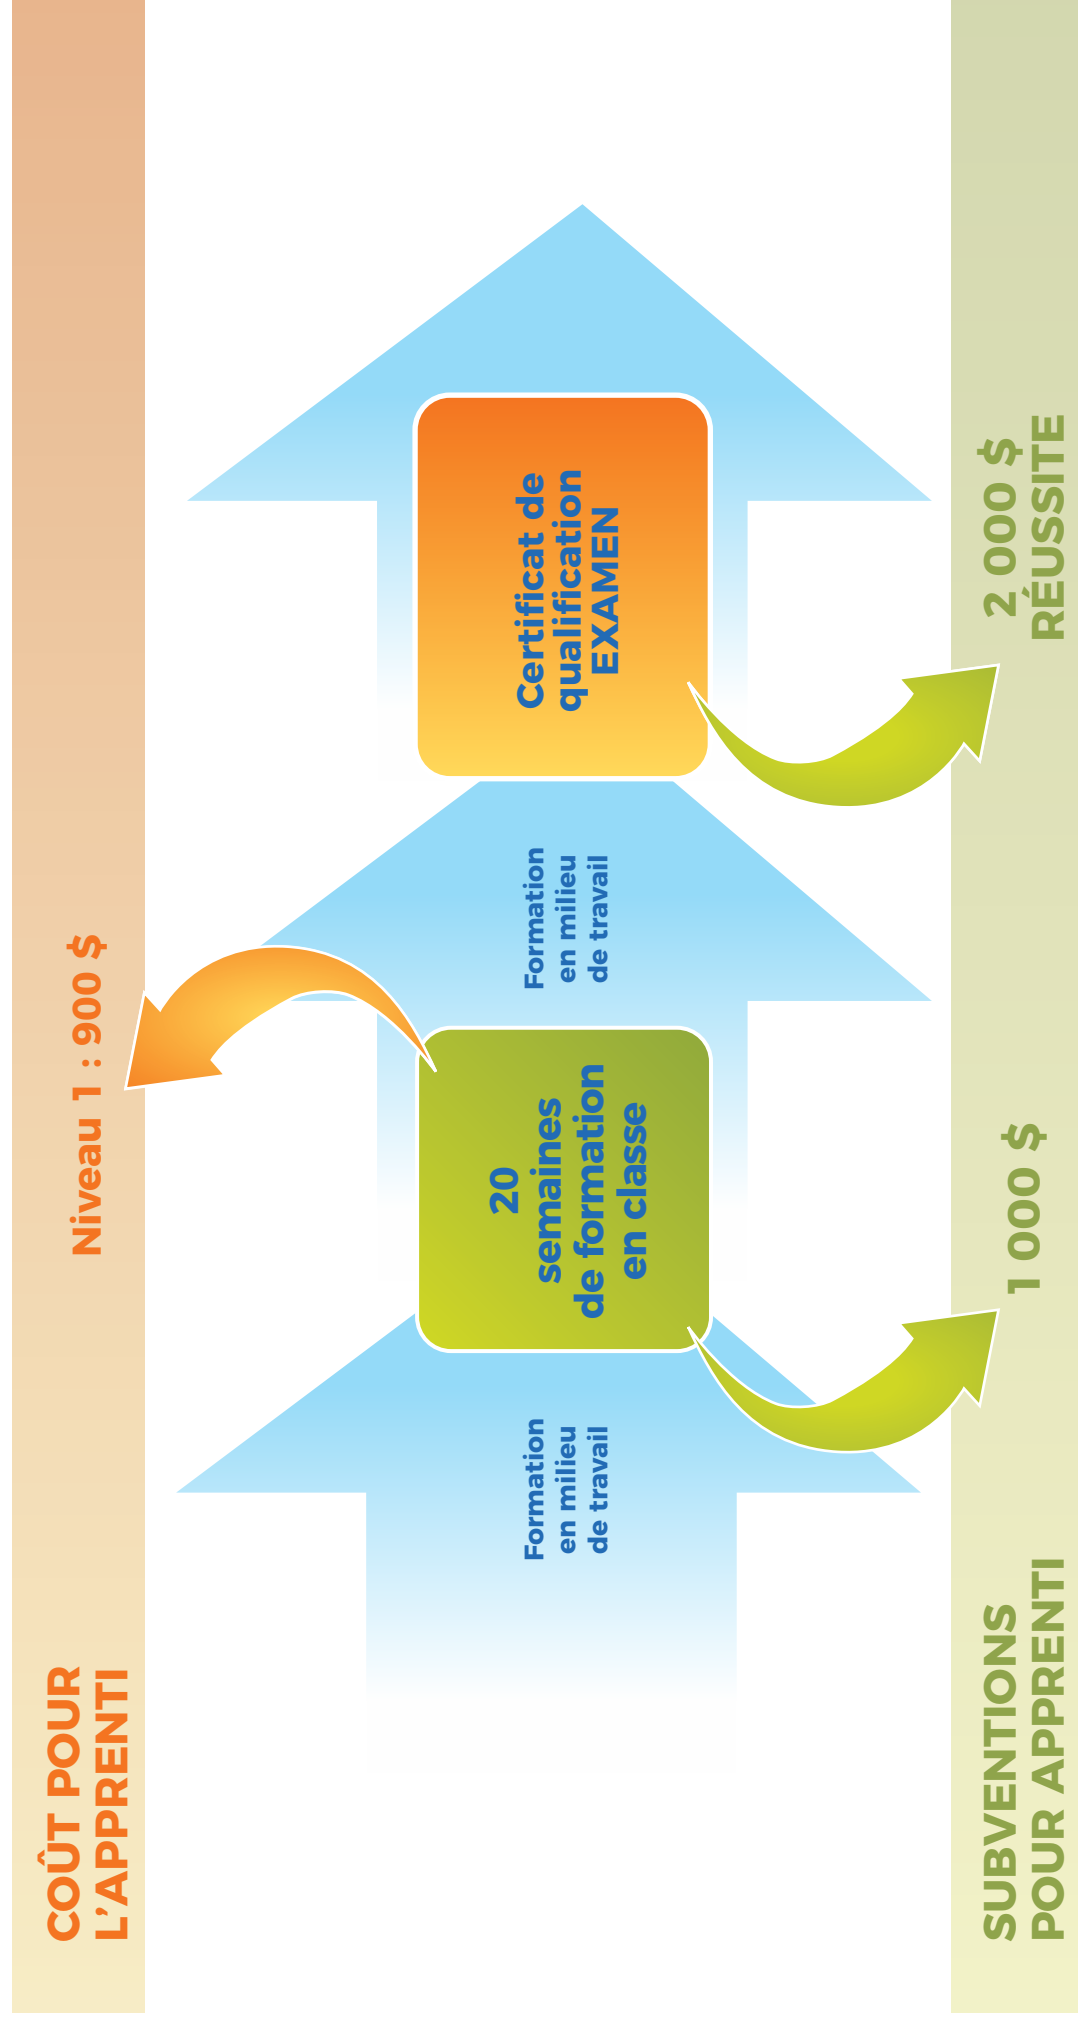 COÛT POUR
L’APPRENTI
Niveau 1 : 900 $
Formation
en milieu
de travail
20
semaines
de formation
en classe
Formation
en milieu
de travail
Certificat de
qualification
EXAMEN
SUBVENTIONS
POUR APPRENTI
1 000 $
2 000 $
RÉUSSITE